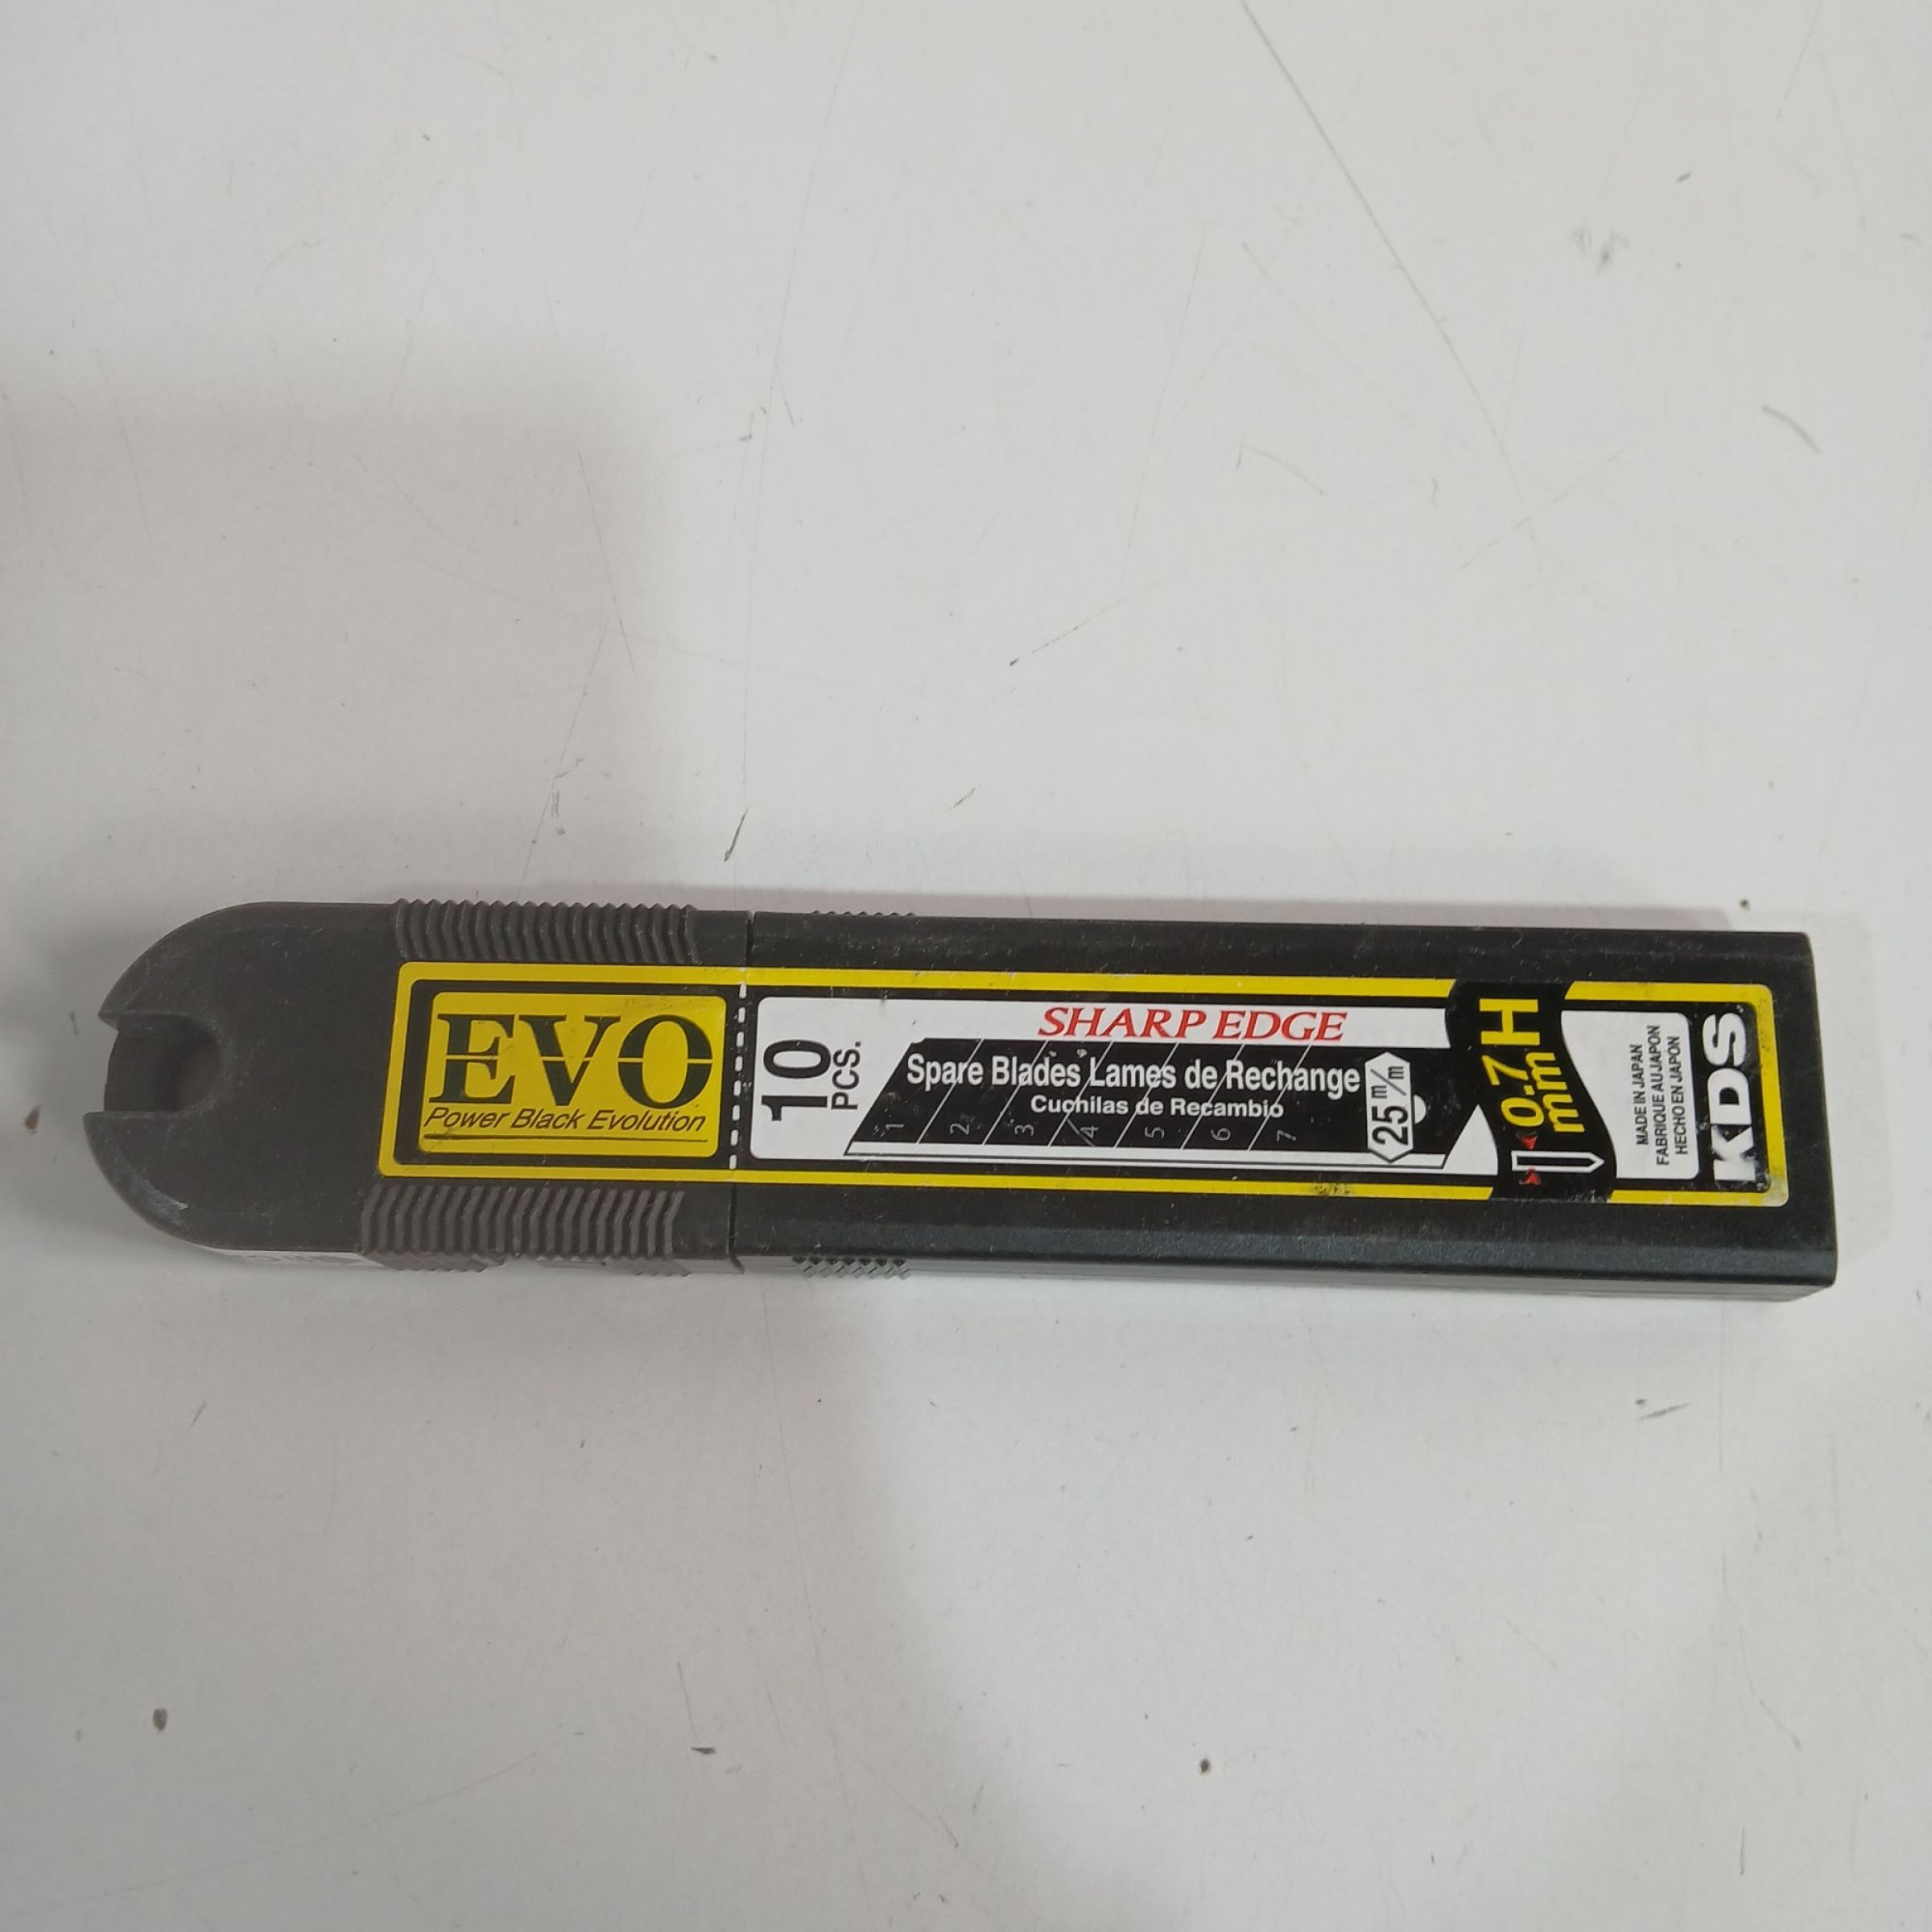 EVO
Power Black Evolution
10
PCS.
SHARP EDGE
Spare Blades Lames de Rechange
Cuchilas de Recambio
1 2 3 4 5 6 7
25 m/m
0.7 H
mm
MADE IN JAPAN
FABRIQUE AU JAPON
HECHO EN JAPON
KDS